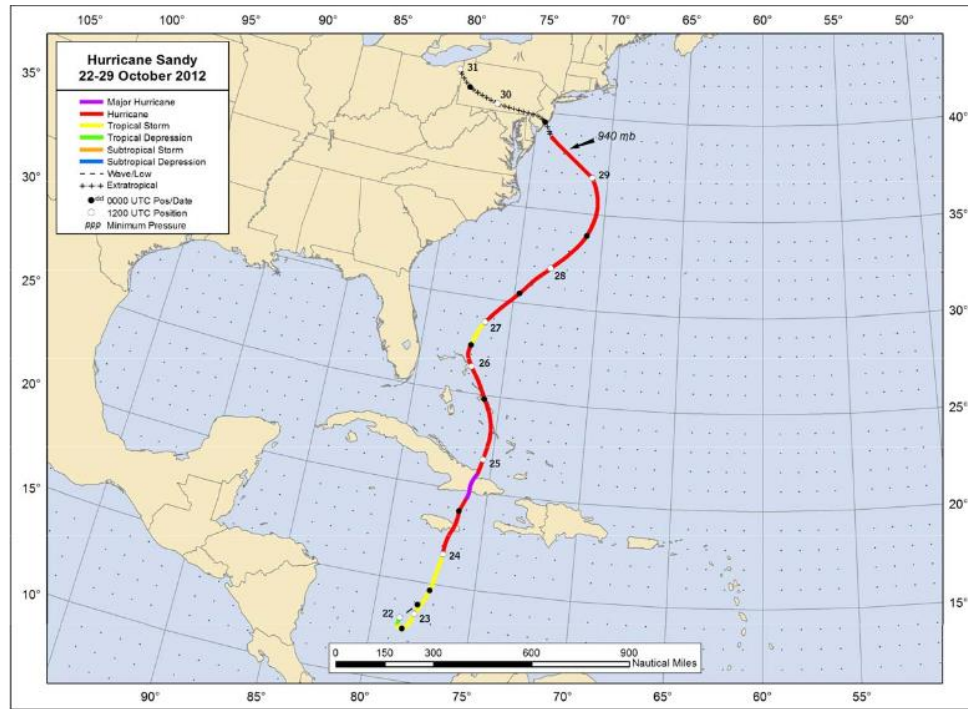 105° 100° 95° 90° 85° 80° 75° 70° 65° 60° 55° 50°
Hurricane Sandy
22-29 October 2012
Major Hurricane
Hurricane
Tropical Storm
Tropical Depression
Subtropical Storm
Subtropical Depression
Wave/Low
Extratropical
dd 0000 UTC Pos/Date
1200 UTC Position
PPP Minimum Pressure
35°
30°
25°
20°
15°
10°
31
30
940 mb
29
28
27
26
25
24
22
23
40°
35°
30°
25°
20°
15°
0 150 300 600 900
Nautical Miles
90° 85° 80° 75° 70° 65° 60° 55°